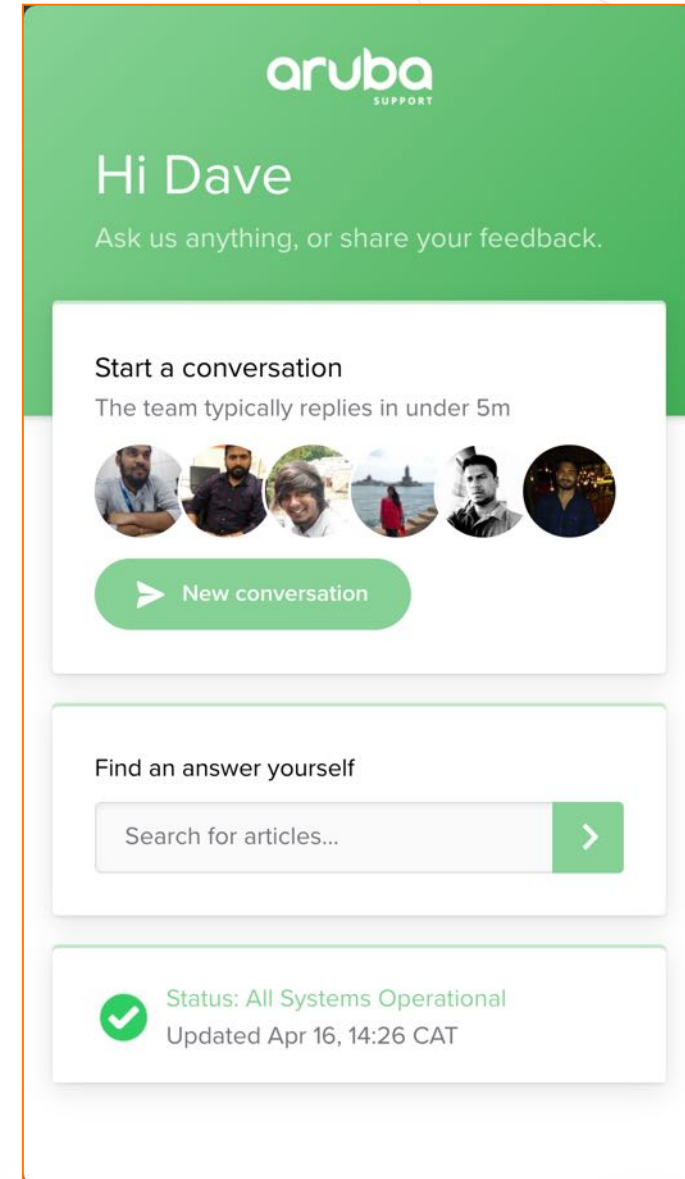 aruba
SUPPORT
Hi Dave
Ask us anything, or share your feedback.
Start a conversation
The team typically replies in under 5m
New conversation
Find an answer yourself
Search for articles...
Status: All Systems Operational
Updated Apr 16, 14:26 CAT